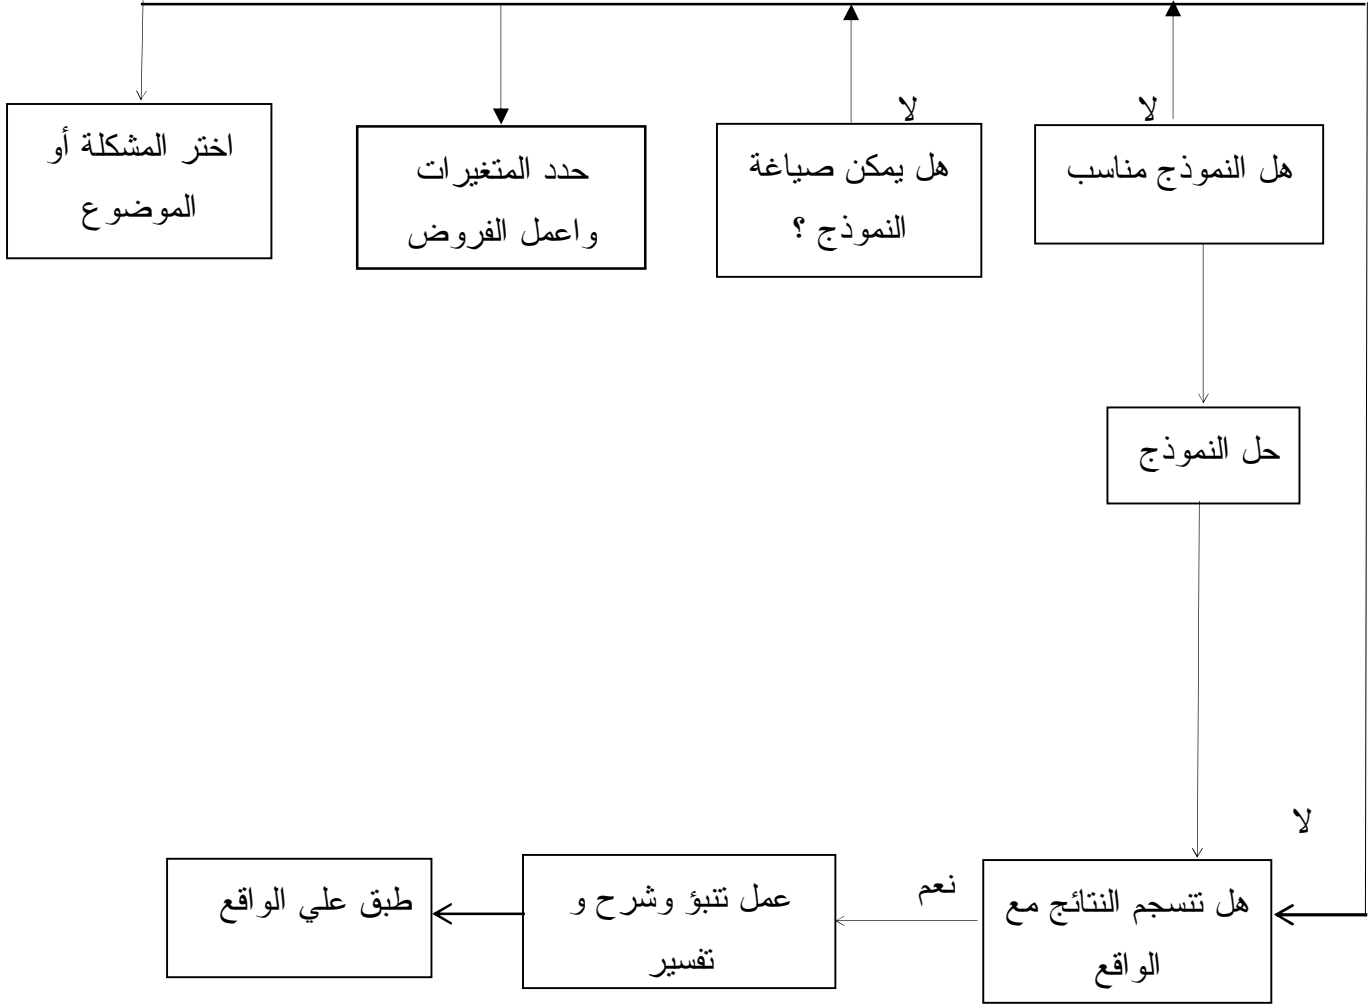 اختر المشكلة أو
الموضوع
حدد المتغيرات
واعمل الفروض
لا
هل يمكن صياغة
النموذج ؟
لا
هل النموذج مناسب
حل النموذج
لا
هل تنسجم النتائج مع
الواقع
نعم
عمل تنبؤ وشرح و
تفسير
طبق علي الواقع